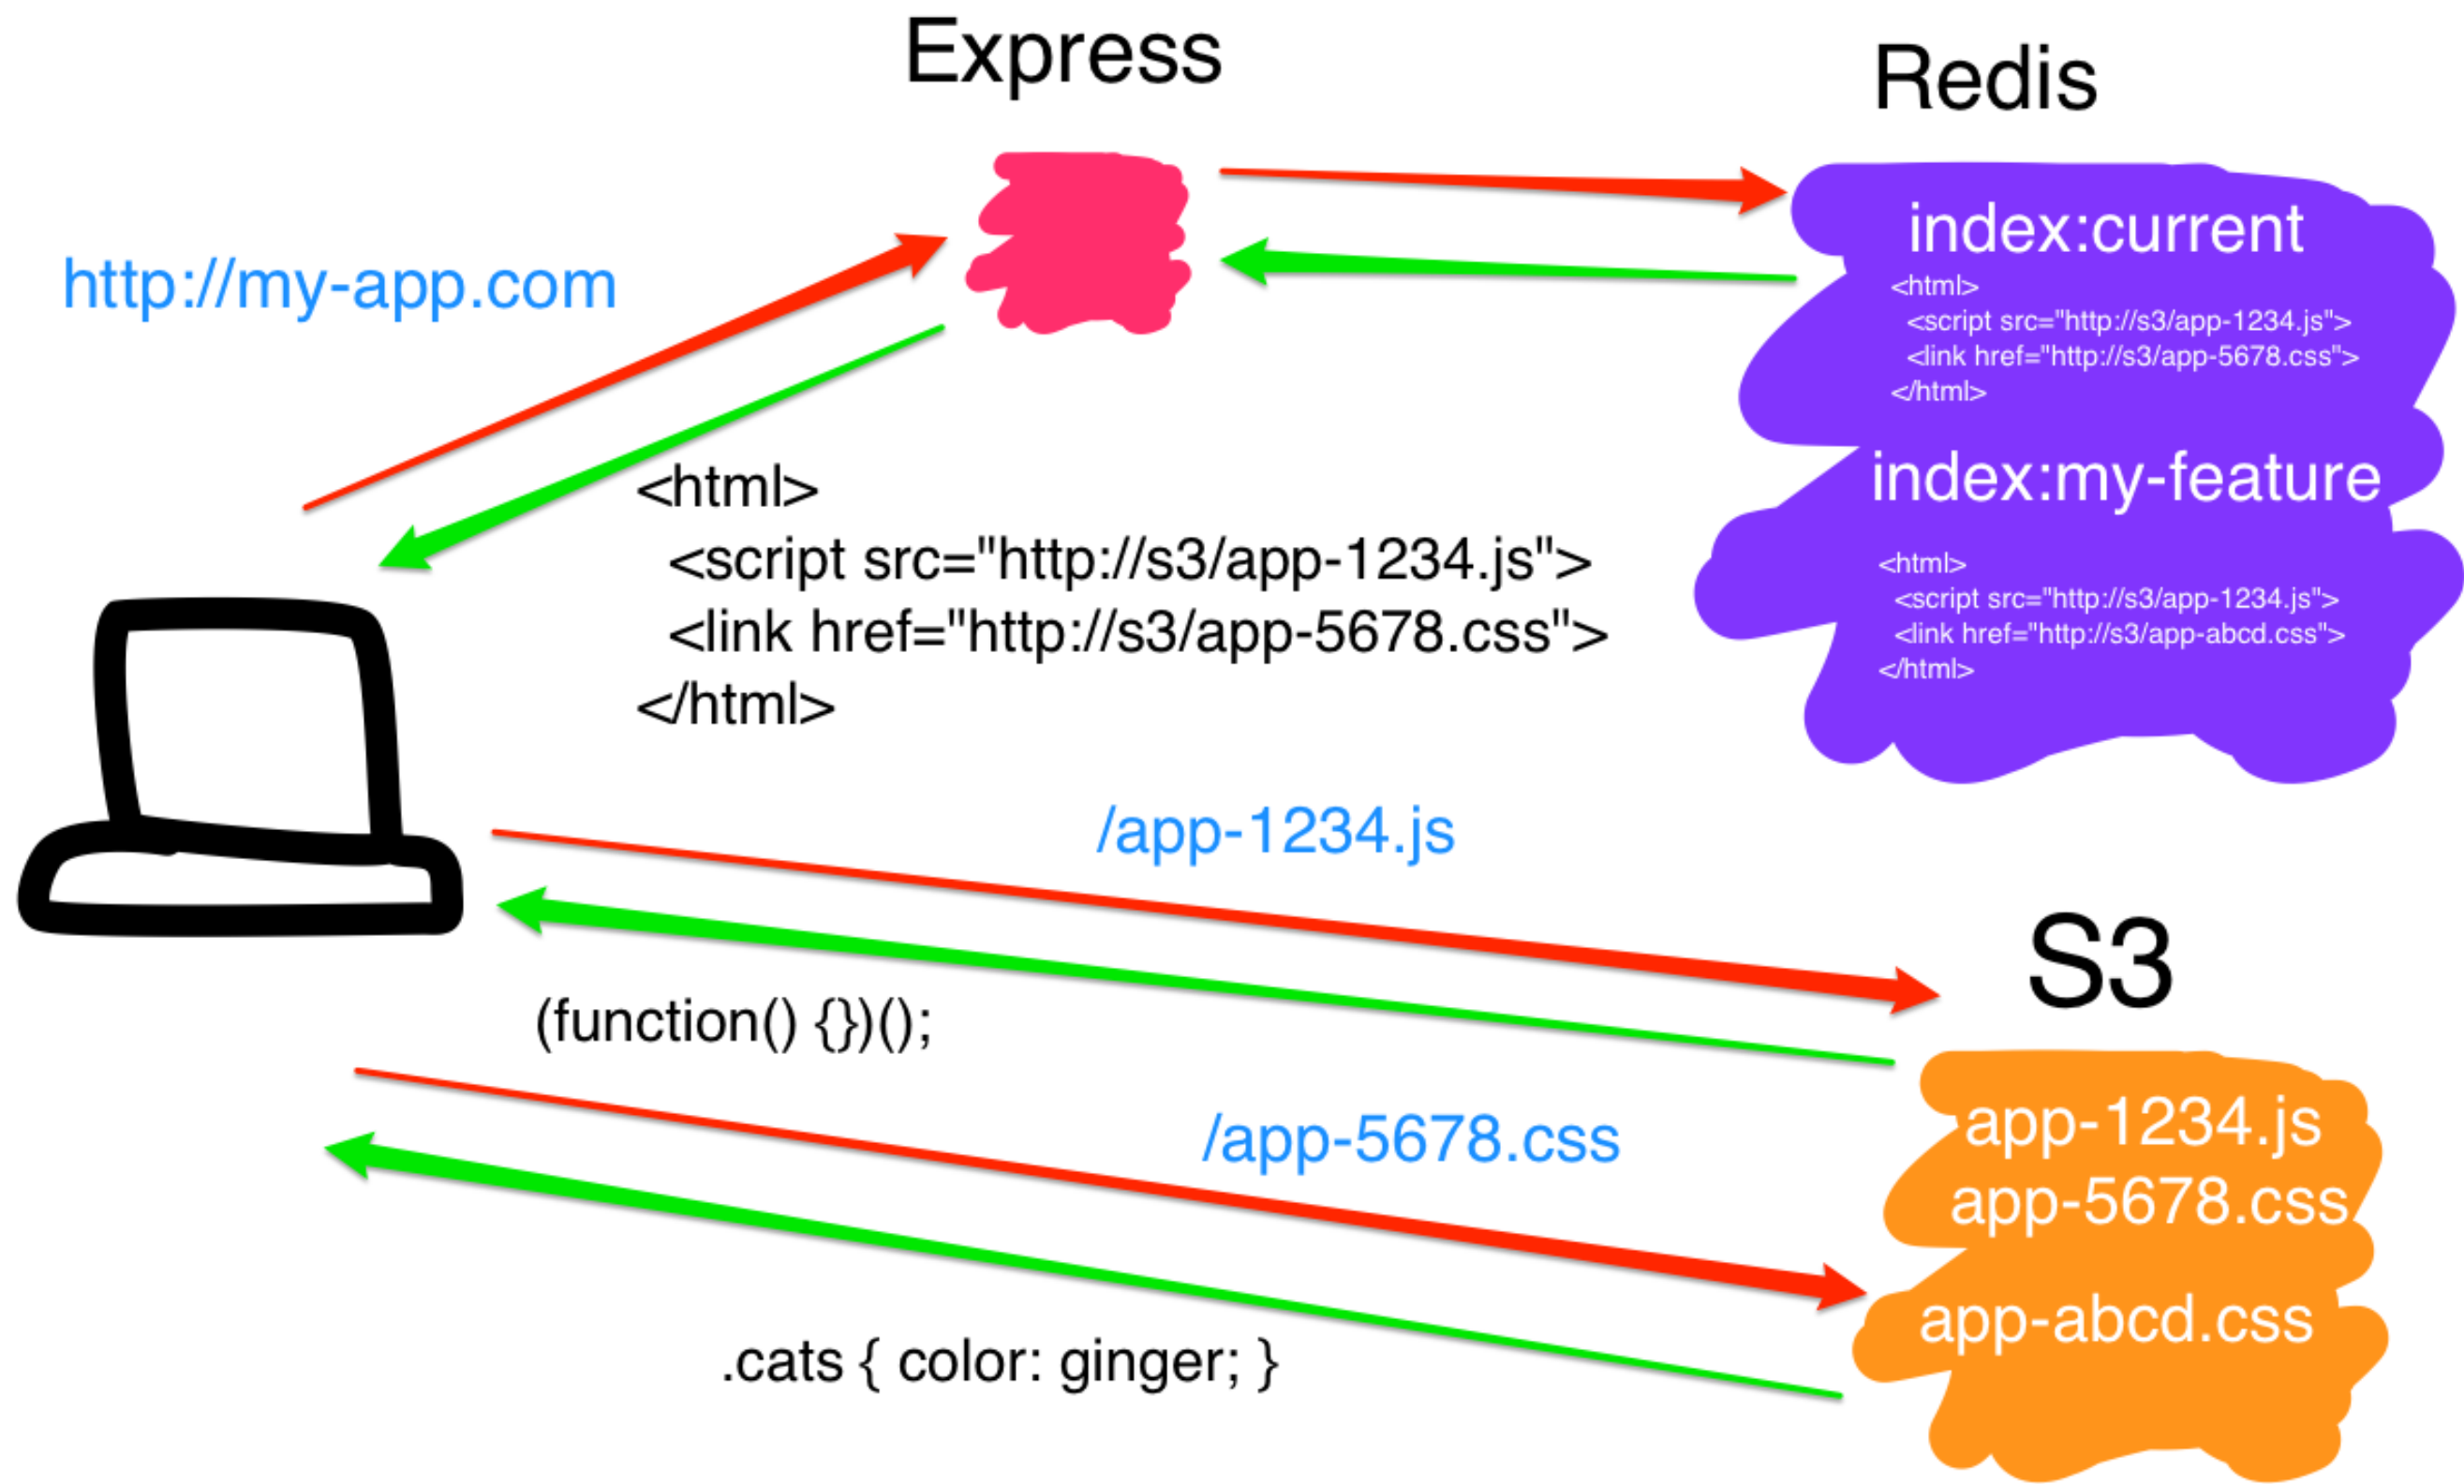 Express
Redis
http://my-app.com
index:current
<html>
<script src="http://s3/app-1234.js">
<link href="http://s3/app-5678.css">
</html>
index:my-feature
<html>
<script src="http://s3/app-1234.js">
<link href="http://s3/app-abcd.css">
</html>
<html>
<script src="http://s3/app-1234.js">
<link href="http://s3/app-5678.css">
</html>
/app-1234.js
(function() {})();
S3
/app-5678.css
app-1234.js
app-5678.css
app-abcd.css
.cats { color: ginger; }